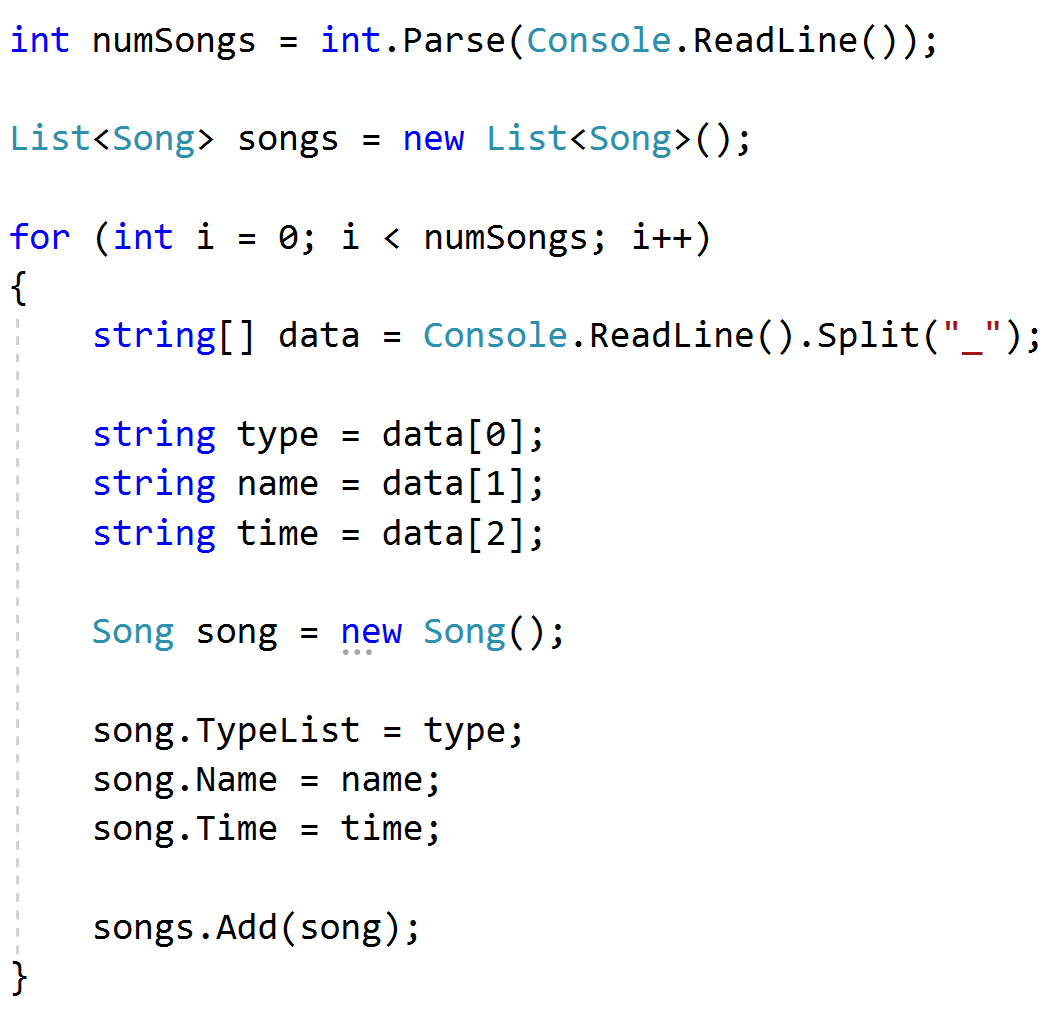 int numSongs = int.Parse(Console.ReadLine());
List<Song> songs = new List<Song>();
for (int i = 0; i < numSongs; i++)
{
    string[] data = Console.ReadLine().Split("_");
    string type = data[0];
    string name = data[1];
    string time = data[2];
    Song song = new Song();
    song.TypeList = type;
    song.Name = name;
    song.Time = time;
    songs.Add(song);
}